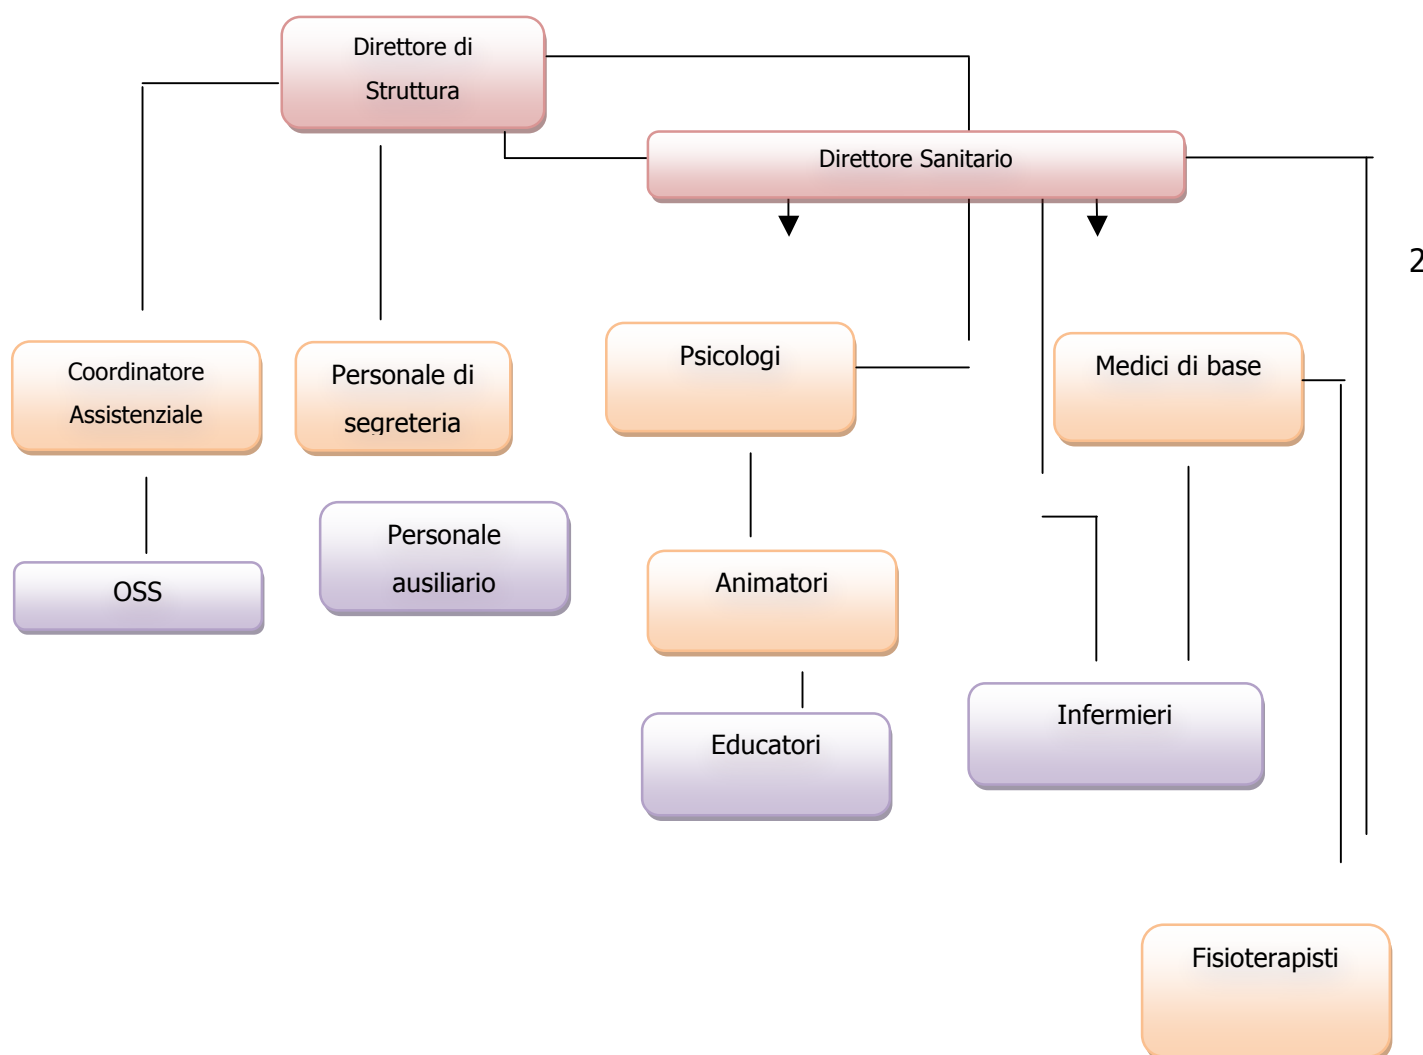 Direttore di
Struttura
Direttore Sanitario
2
Psicologi
Medici di base
Coordinatore
Assistenziale
Personale di
segreteria
Personale
ausiliario
OSS
Animatori
Infermieri
Educatori
Fisioterapisti